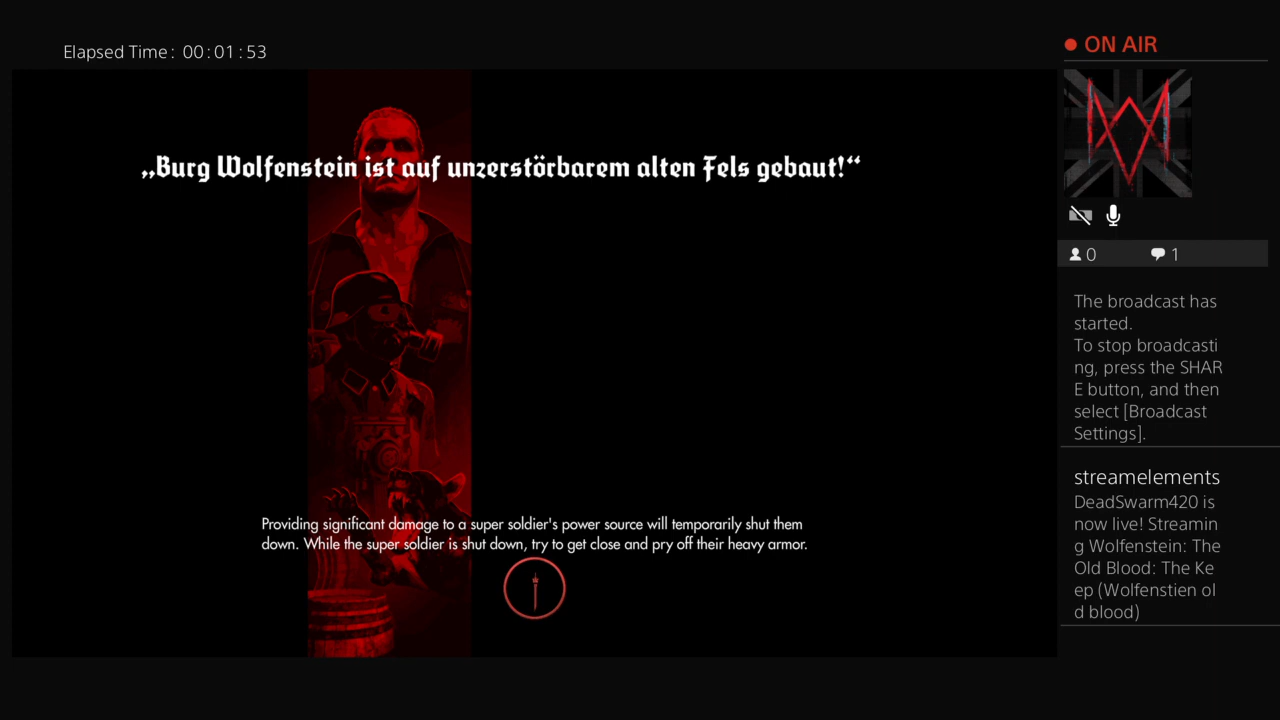 Elapsed Time: 00:01:53
ON AIR
„Burg Wolfenstein ist auf unzerstörbarem alten Fels gebaut!“
0 1
The broadcast has
started.
To stop broadcasti
ng, press the SHAR
E button, and then
select [Broadcast
Settings].
streamelements
DeadSwarm420 is
now live! Streamin
g Wolfenstein: The
Old Blood: The Ke
ep (Wolfenstien ol
d blood)
Providing significant damage to a super soldier's power source will temporarily shut them
down. While the super soldier is shut down, try to get close and pry off their heavy armor.